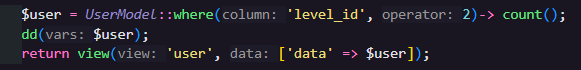 $user = UserModel::where(column: 'level_id', operator: 2)-> count();
dd(vars: $user);
return view(view: 'user', data: ['data' => $user]);